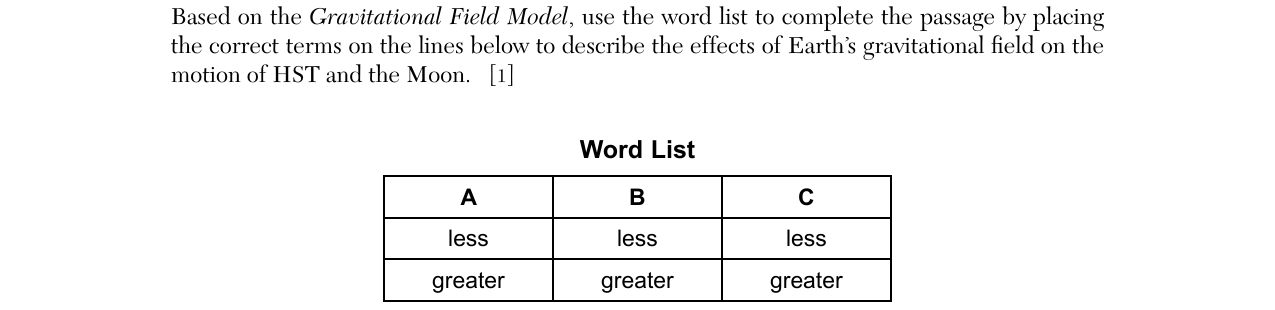 Based on the Gravitational Field Model, use the word list to complete the passage by placing
the correct terms on the lines below to describe the effects of Earth’s gravitational field on the
motion of HST and the Moon. [1]
Word List
A B C
less less less
greater greater greater